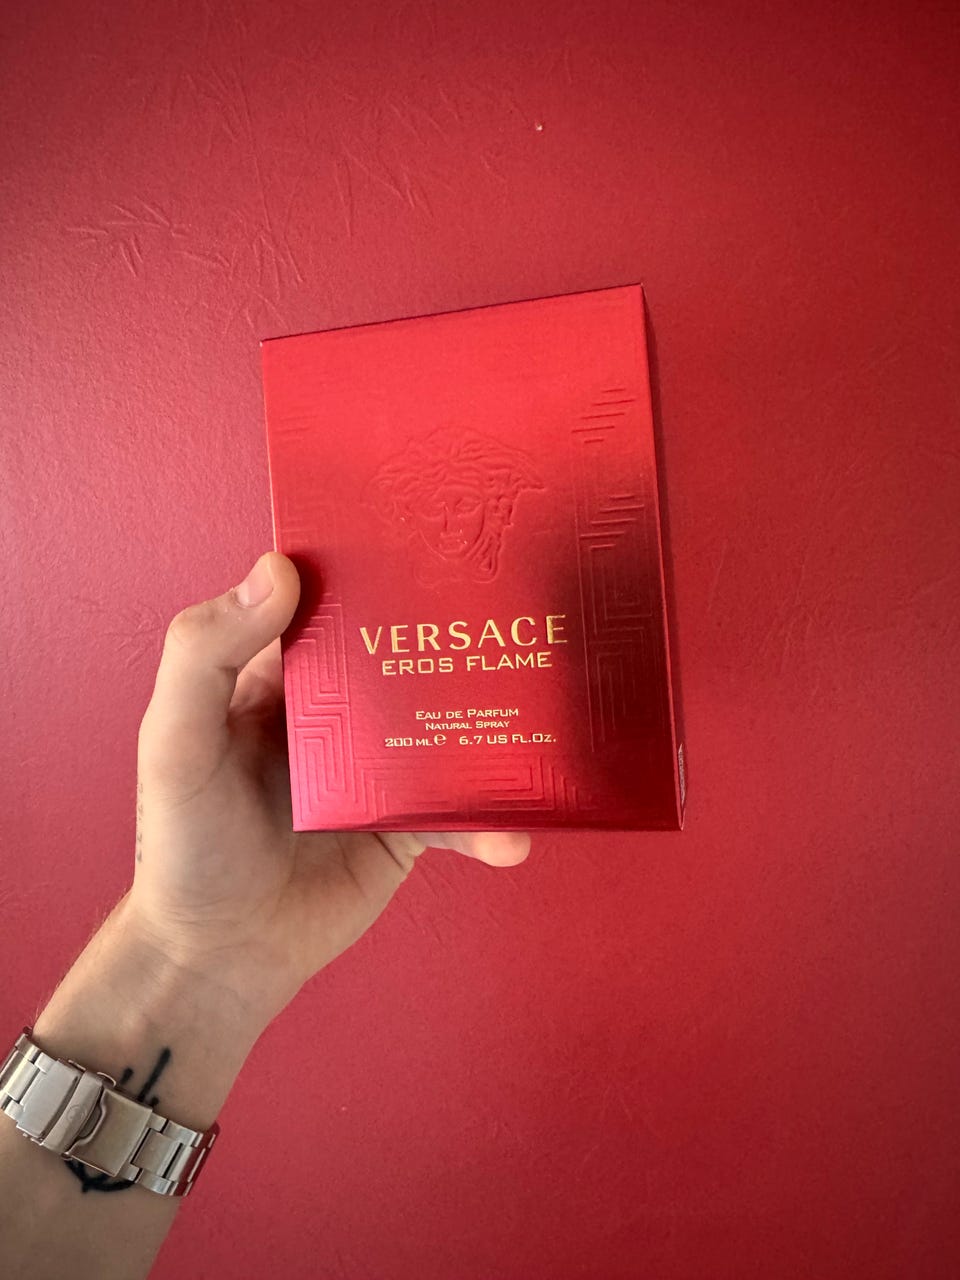 VERSACE
EROS FLAME
EAU DE PARFUM
NATURAL SPRAY
200 ML ℮ 6.7 US FL.OZ.